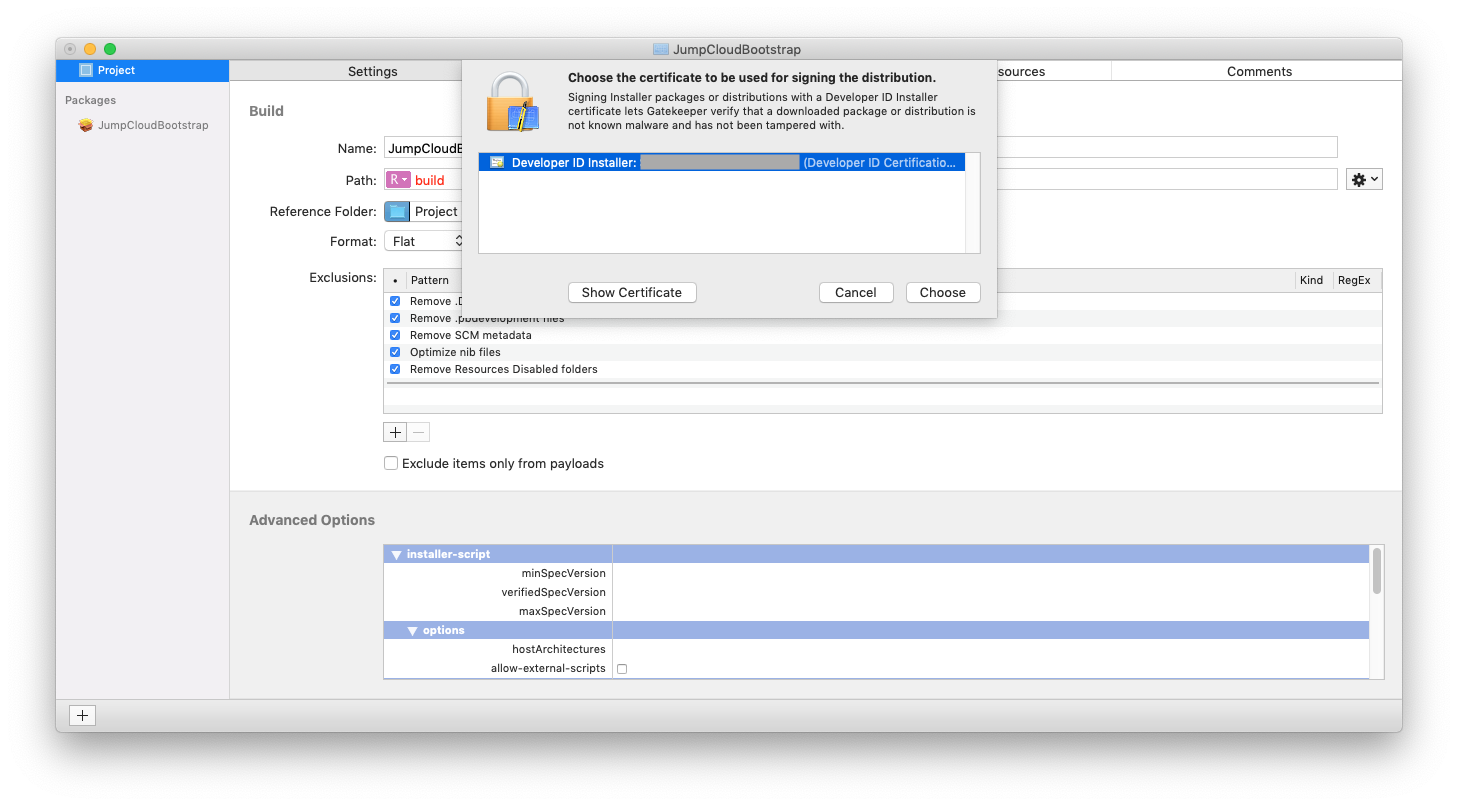 JumpCloudBootstrap
Project
Packages
JumpCloudBootstrap
Settings
sources
Comments
Choose the certificate to be used for signing the distribution.
Signing Installer packages or distributions with a Developer ID Installer
certificate lets Gatekeeper verify that a downloaded package or distribution is
not known malware and has not been tampered with.
Developer ID Installer: (Developer ID Certificatio...
Show Certificate
Cancel
Choose
Build
Name: JumpCloudB
Path: R build
Reference Folder: Project
Format: Flat
Exclusions: • Pattern Kind RegEx
Remove .D
Remove .pbdevelopment files
Remove SCM metadata
Optimize nib files
Remove Resources Disabled folders
Exclude items only from payloads
Advanced Options
installer-script
minSpecVersion
verifiedSpecVersion
maxSpecVersion
options
hostArchitectures
allow-external-scripts